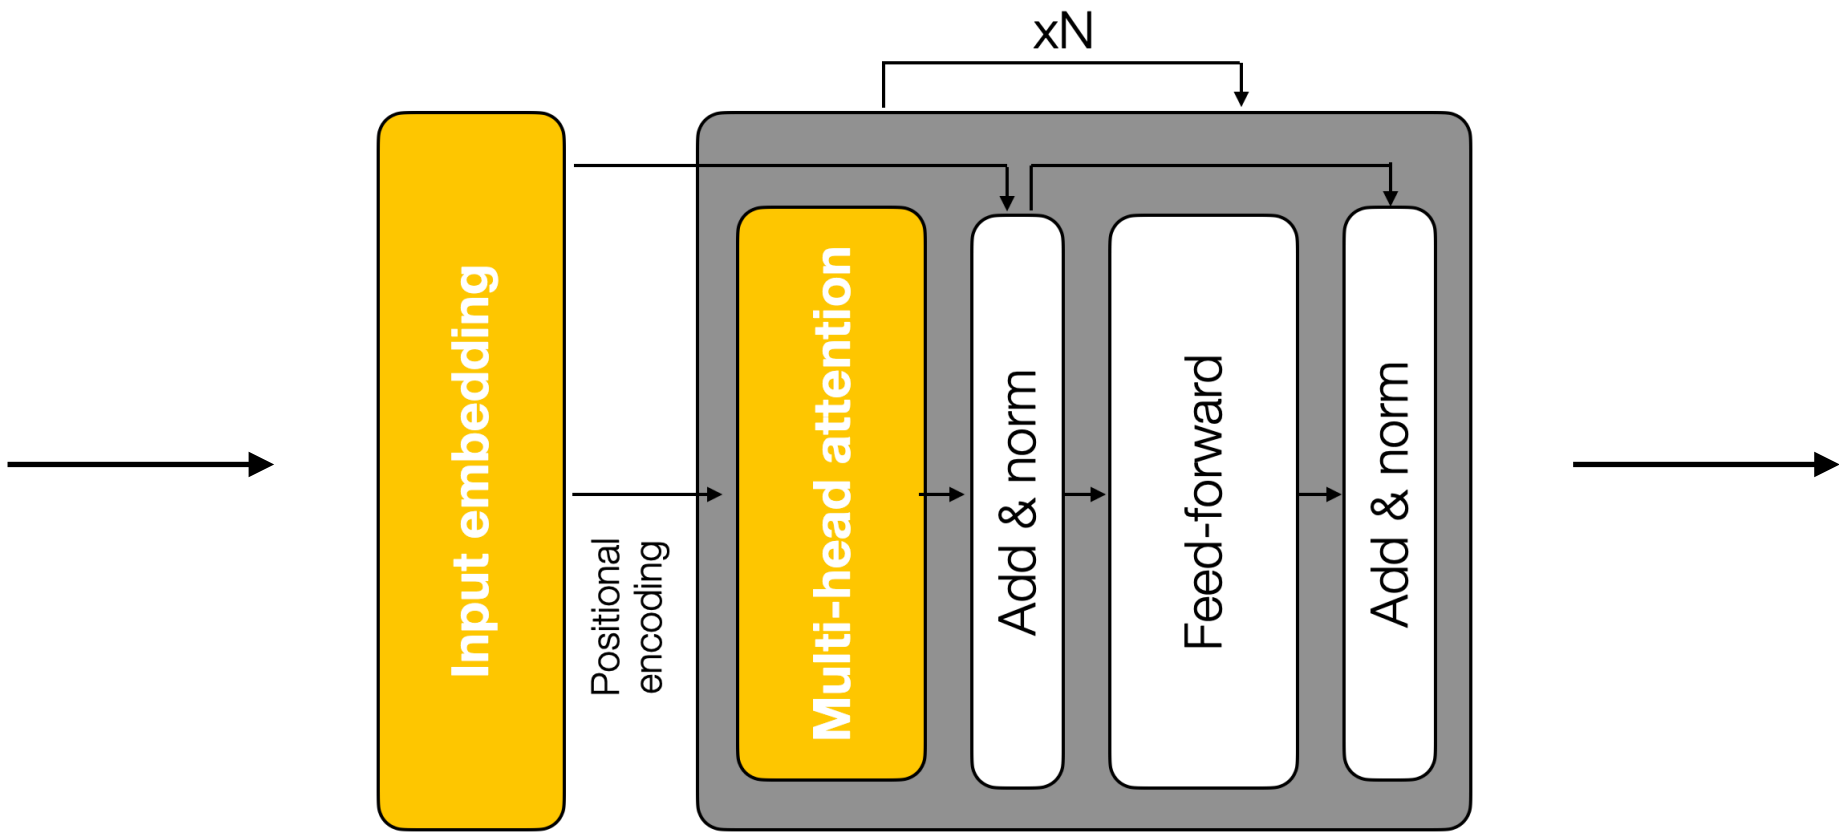 xN
Input embedding
Positional
encoding
Multi-head attention
Add & norm
Feed-forward
Add & norm